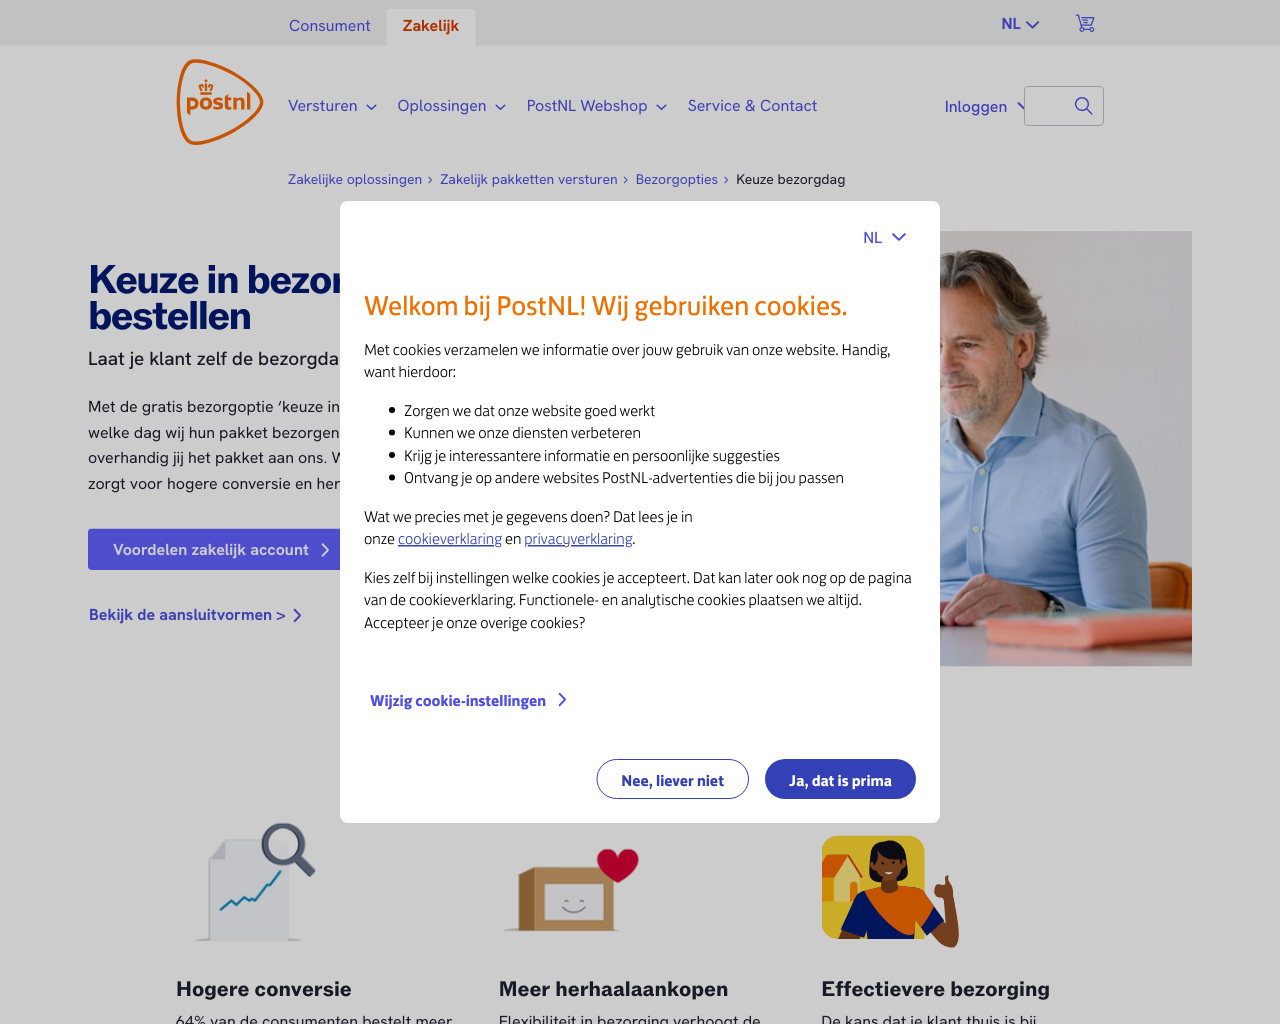 Consument
Zakelijk
NL
postnl
Versturen
Oplossingen
PostNL Webshop
Service & Contact
Inloggen
Zakelijke oplossingen › Zakelijk pakketten versturen › Bezorgopties › Keuze bezorgdag
Keuze in bezor
bestellen
Laat je klant zelf de bezorgda
Met de gratis bezorgoptie ‘keuze in
welke dag wij hun pakket bezorgen
overhandig jij het pakket aan ons. W
zorgt voor hogere conversie en her
Voordelen zakelijk account
Bekijk de aansluitvormen >
NL
Welkom bij PostNL! Wij gebruiken cookies.
Met cookies verzamelen we informatie over jouw gebruik van onze website. Handig,
want hierdoor:
• Zorgen we dat onze website goed werkt
• Kunnen we onze diensten verbeteren
• Krijg je interessantere informatie en persoonlijke suggesties
• Ontvang je op andere websites PostNL-advertenties die bij jou passen
Wat we precies met je gegevens doen? Dat lees je in
onze cookieverklaring en privacyverklaring.
Kies zelf bij instellingen welke cookies je accepteert. Dat kan later ook nog op de pagina
van de cookieverklaring. Functionele- en analytische cookies plaatsen we altijd.
Accepteer je onze overige cookies?
Wijzig cookie-instellingen
Nee, liever niet
Ja, dat is prima
Hogere conversie
Meer herhaalaankopen
Effectievere bezorging
64% van de consumenten bestelt meer
Flexibiliteit in bezorging verhoogt de
De kans dat je klant thuis is bij